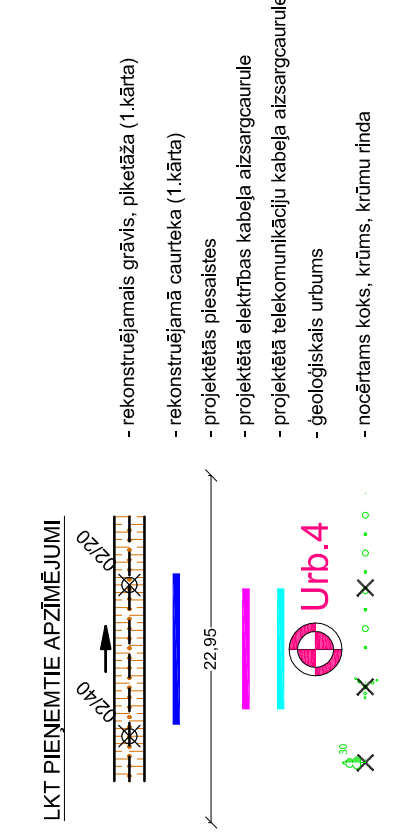 LKT PIEŅEMTIE APZĪMĒJUMI
02/40 02/20 - rekonstruējamais grāvis, piketāža (1.kārta)
- rekonstruējamā caurteka (1.kārta)
22,95 - projektētās piesaistes
- projektētā elektrības kabeļa aizsargcaurule
- projektētā telekomunikāciju kabeļa aizsargcaurule
Urb.4 - ģeoloģiskais urbums
30 - nocērtams koks, krūms, krūmu rinda